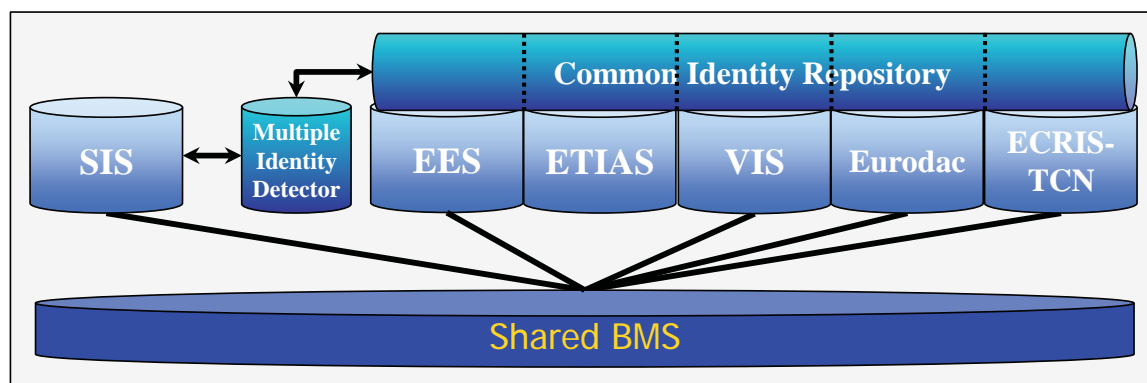 Common Identity Repository
SIS
Multiple
Identity
Detector
EES
ETIAS
VIS
Eurodac
ECRIS-
TCN
Shared BMS